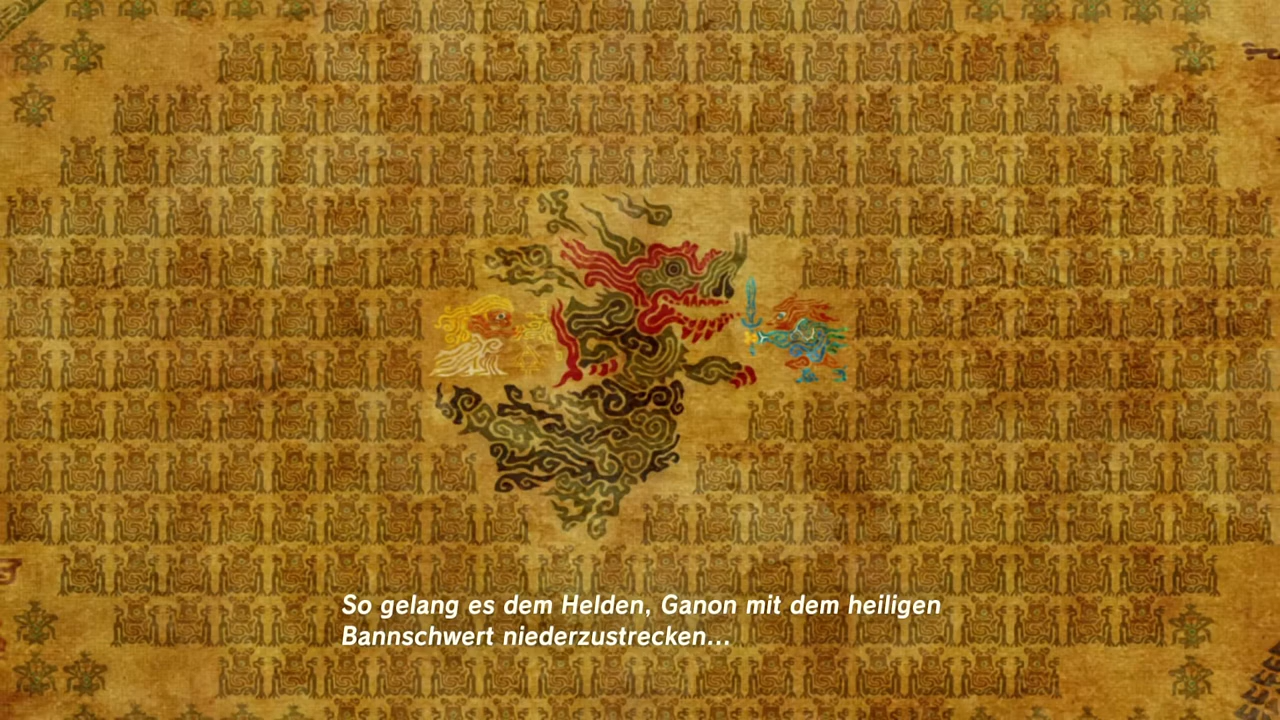 So gelang es dem Helden, Ganon mit dem heiligen
Bannschwert niederzustrecken...